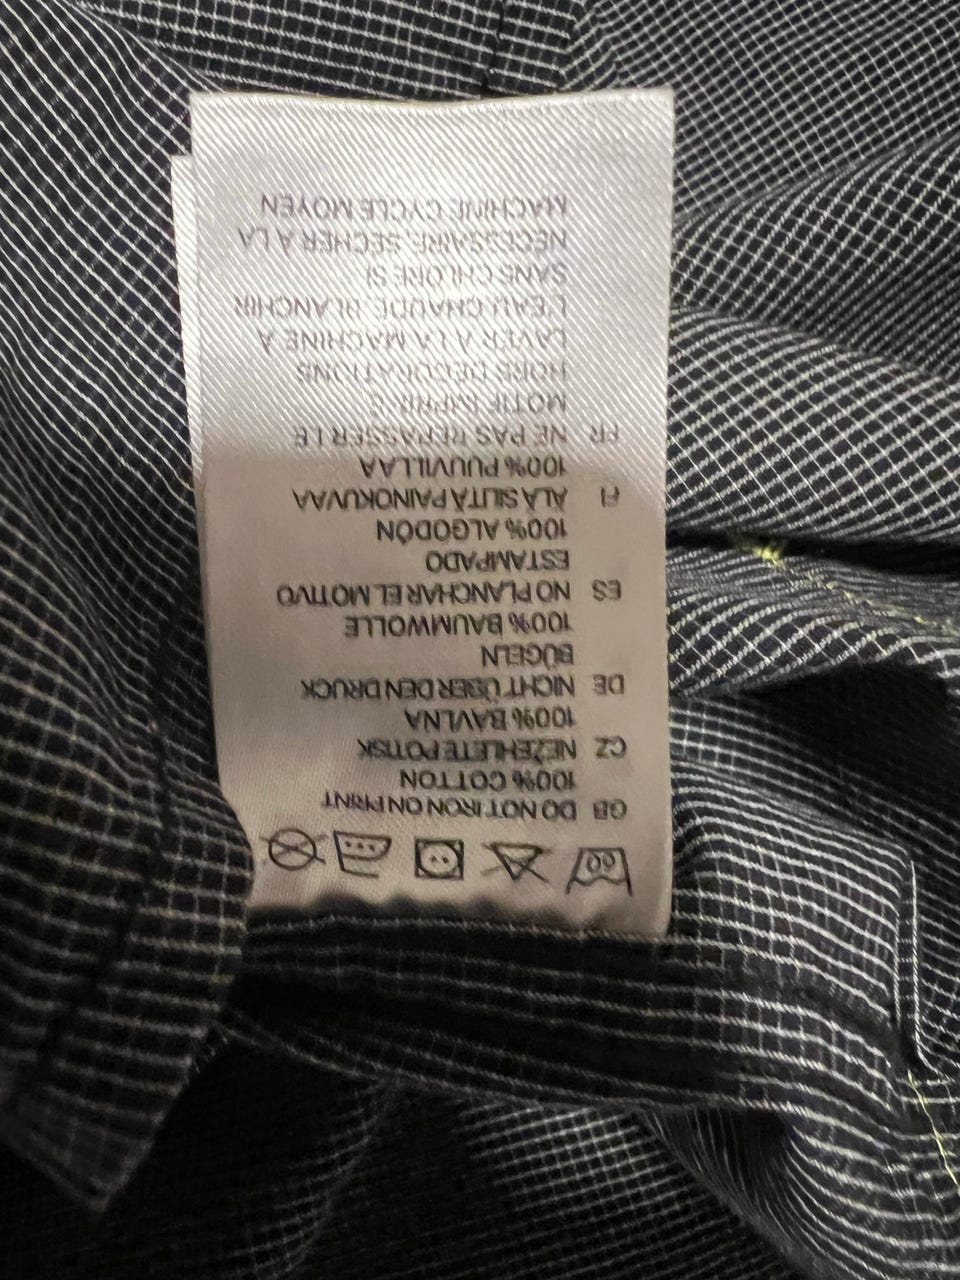 60
GB DO NOT IRON ON PRINT
100% COTTON
CZ NEŽEHLETE POTISK
100% BAVLNA
DE NICHT ÜBER DEN DRUCK
BÜGELN
100% BAUMWOLLE
ES NO PLANCHAR EL MOTIVO
ESTAMPADO
100% ALGODÓN
FI ÄLÄ SILITÄ PAINOKUVAA
100% PUUVILLAA
FR NE PAS REPASSER LE
MOTIF IMPRIMÉ
HORS DECORATIONS
LAVER À LA MACHINE À
L'EAU CHAUDE, BLANCHIR
SANS CHLORE SI
NÉCESSAIRE, SÉCHER À LA
MACHINE CYCLE MOYEN